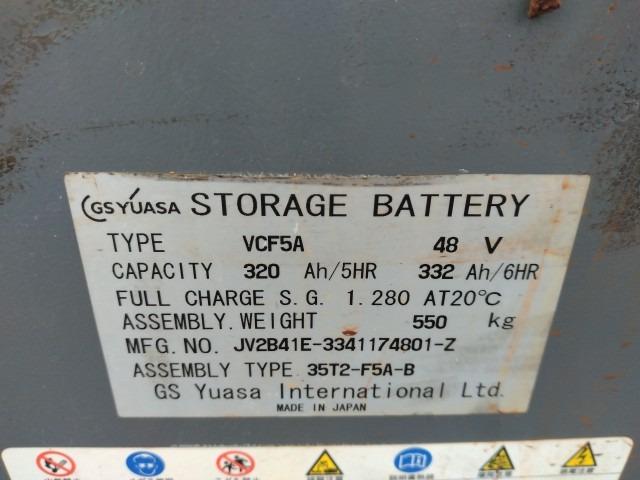 GS YUASA STORAGE BATTERY
TYPE VCF5A 48 V
CAPACITY 320 Ah/5HR 332 Ah/6HR
FULL CHARGE S.G. 1.280 AT20℃
ASSEMBLY.WEIGHT 550 kg
MFG.NO. JV2B41E-3341174801-Z
ASSEMBLY TYPE 35T2-F5A-B
GS Yuasa International Ltd.
MADE IN JAPAN